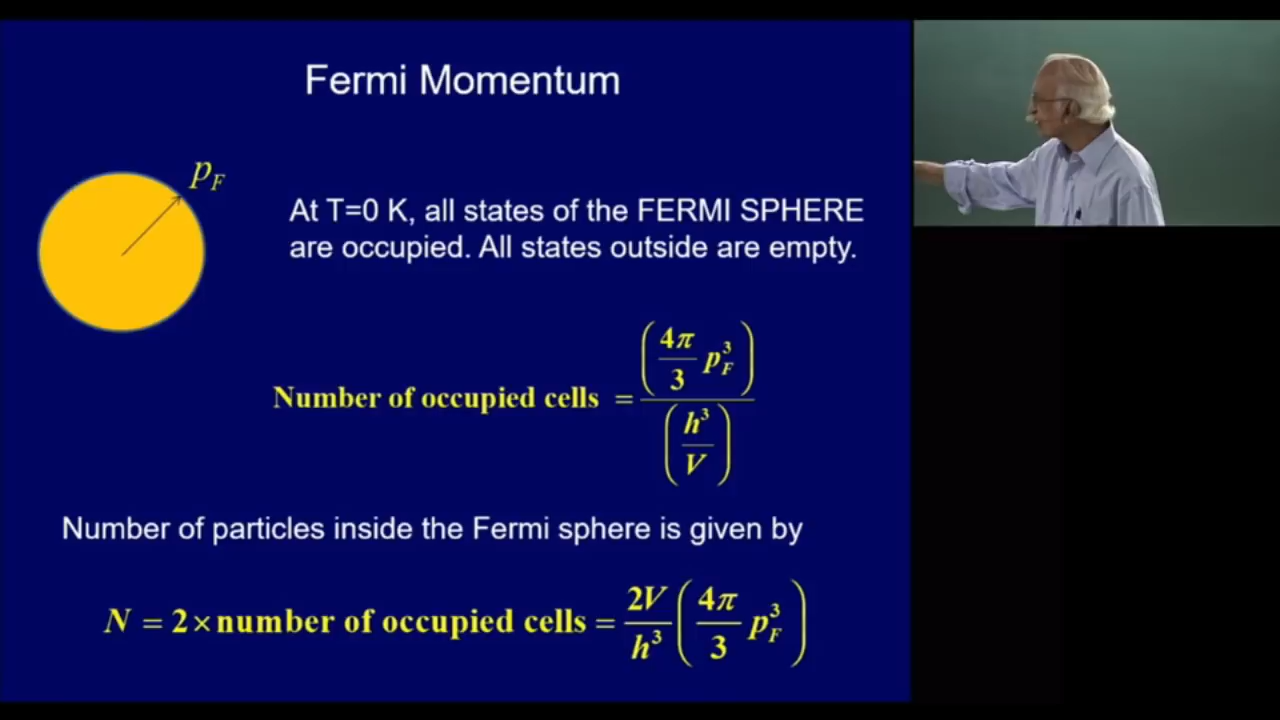 Fermi Momentum
p_F
At T=0 K, all states of the FERMI SPHERE
are occupied. All states outside are empty.
Number of occupied cells = (4π/3 p_F^3) / (h^3/V)
Number of particles inside the Fermi sphere is given by
N = 2 × number of occupied cells = 2V/h^3 (4π/3 p_F^3)